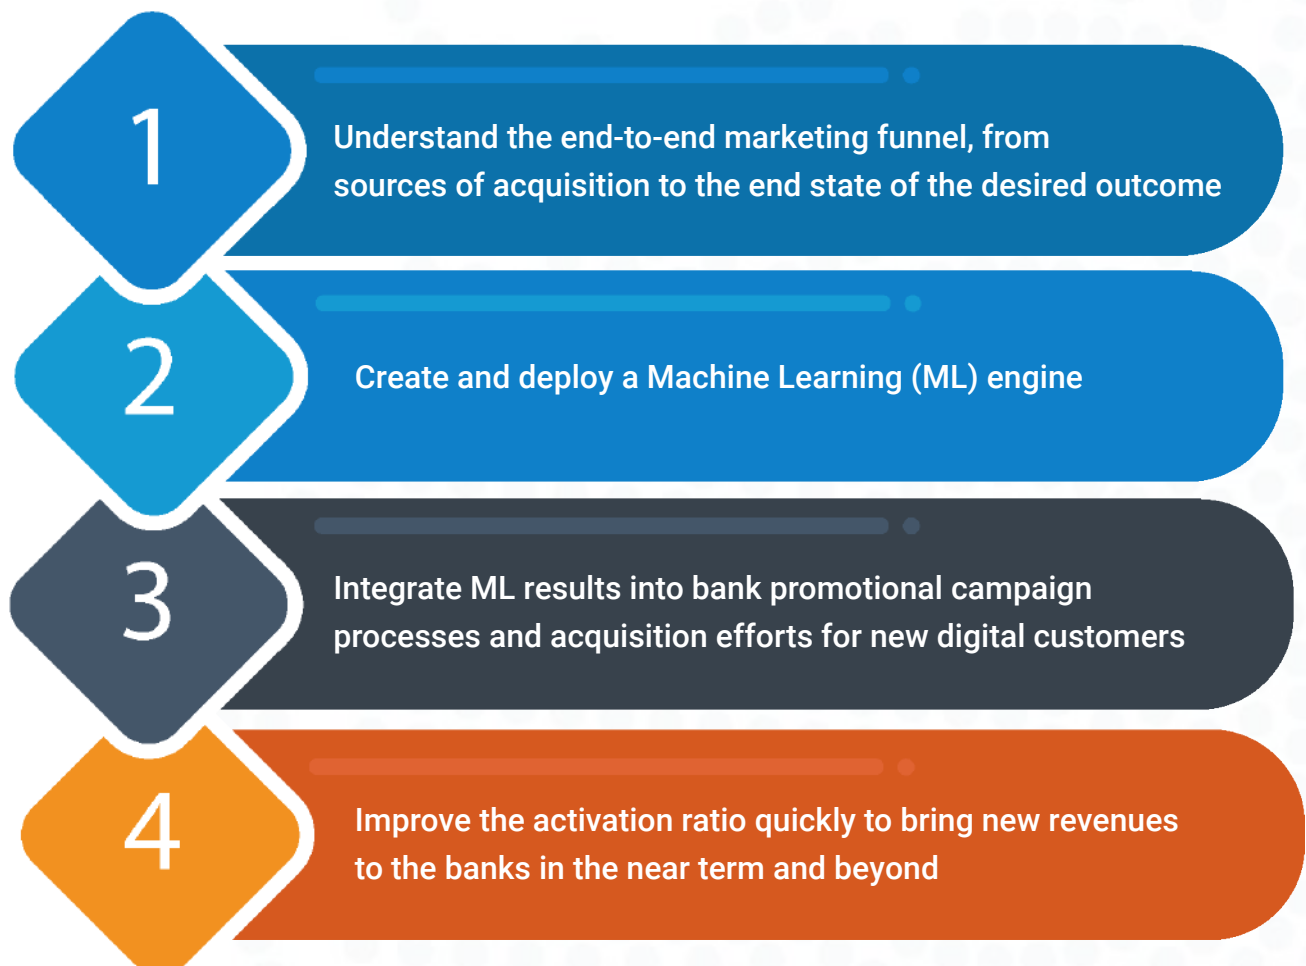 1
Understand the end-to-end marketing funnel, from
sources of acquisition to the end state of the desired outcome
2
Create and deploy a Machine Learning (ML) engine
3
Integrate ML results into bank promotional campaign
processes and acquisition efforts for new digital customers
4
Improve the activation ratio quickly to bring new revenues
to the banks in the near term and beyond